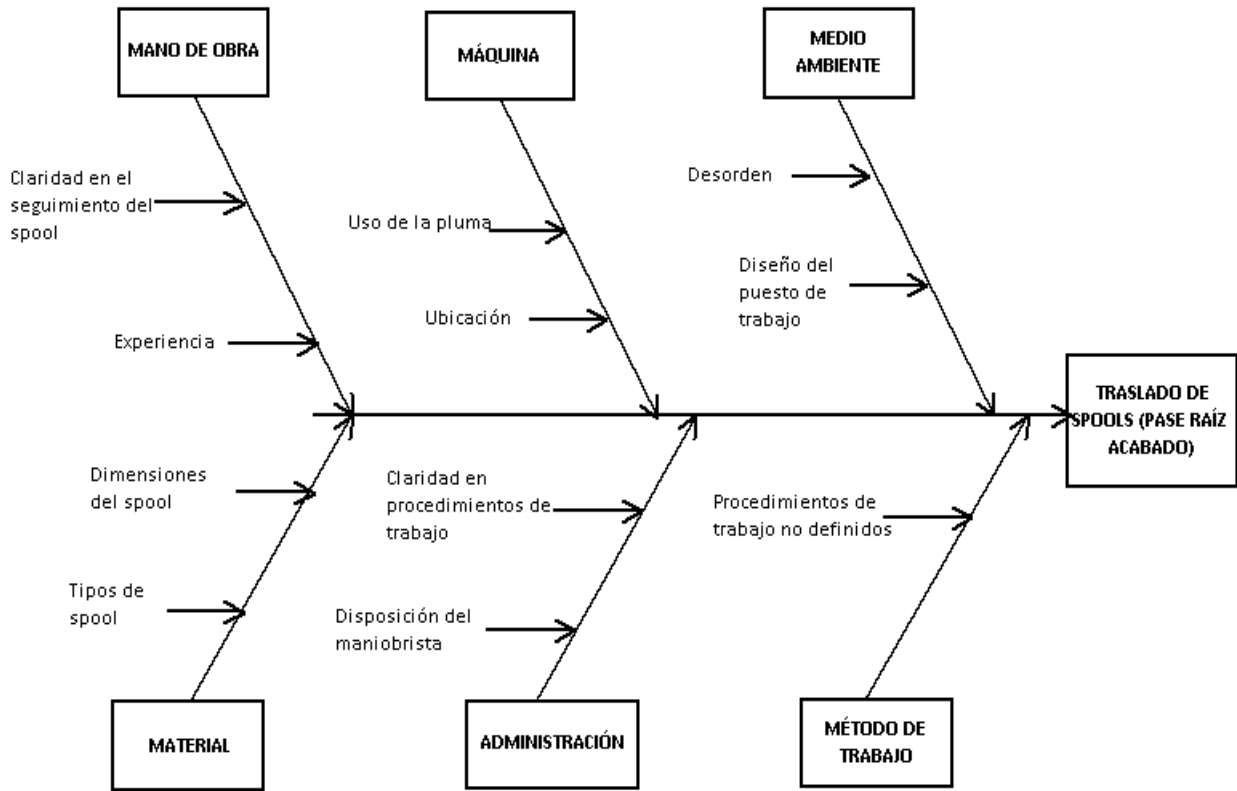 MANO DE OBRA
MÁQUINA
MEDIO
AMBIENTE
Claridad en el
seguimiento del
spool
Experiencia
Uso de la pluma
Ubicación
Desorden
Diseño del
puesto de
trabajo
TRASLADO DE
SPOOLS (PASE RAÍZ
ACABADO)
Dimensiones
del spool
Tipos de
spool
Claridad en
procedimientos de
trabajo
Disposición del
maniobrista
Procedimientos de
trabajo no definidos
MATERIAL
ADMINISTRACIÓN
MÉTODO DE
TRABAJO